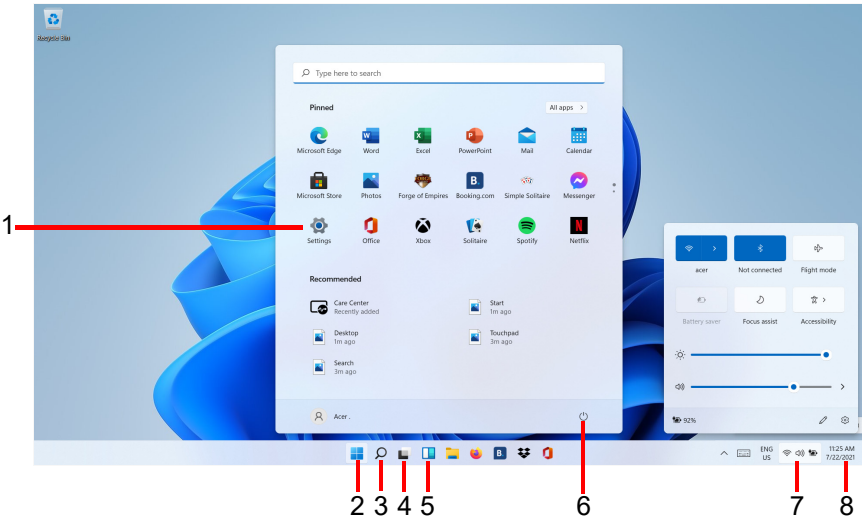 Recycle Bin
Type here to search
Pinned
All apps >
Microsoft Edge Word Excel PowerPoint Mail Calendar
Microsoft Store Photos Forge of Empires Booking.com Simple Solitaire Messenger
1
Settings Office Xbox Solitaire Spotify Netflix
Recommended
Care Center
Recently added
Start
1m ago
Desktop
1m ago
Touchpad
3m ago
Search
3m ago
Acer .
acer Not connected Flight mode
Battery saver Focus assist Accessibility
92%
ENG
US
11:25 AM
7/22/2021
2 3 4 5 6 7 8